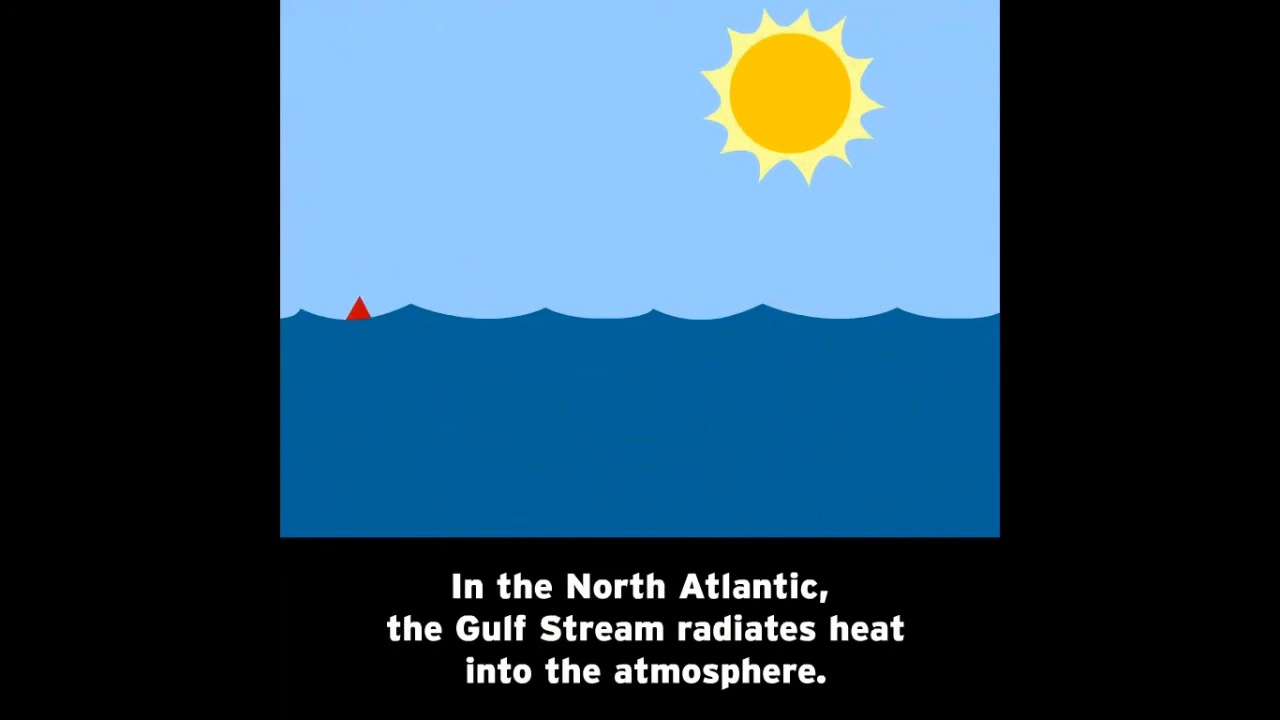 In the North Atlantic,
the Gulf Stream radiates heat
into the atmosphere.